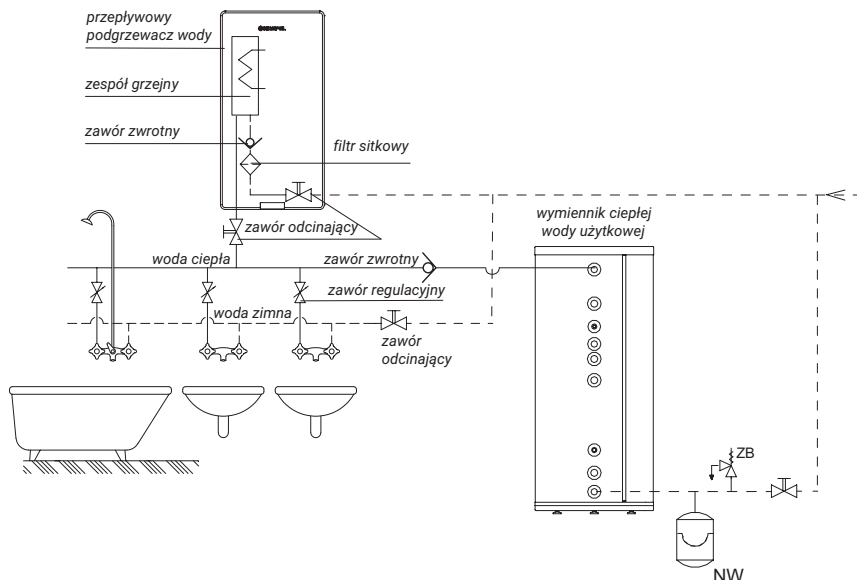 przepływowy
podgrzewacz wody
zespół grzejny
zawór zwrotny
filtr sitkowy
zawór odcinający
wymiennik ciepłej
wody użytkowej
woda ciepła
zawór zwrotny
zawór regulacyjny
woda zimna
zawór
odcinający
ZB
NW